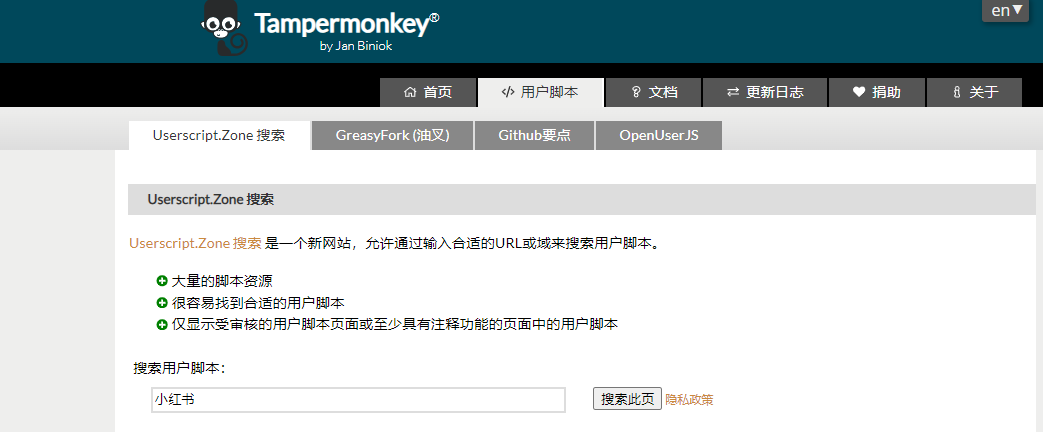 Tampermonkey®
by Jan Biniok
en▼
首页 用户脚本 文档 更新日志 捐助 关于
Userscript.Zone 搜索 GreasyFork (油叉) Github要点 OpenUserJS
Userscript.Zone 搜索
Userscript.Zone 搜索 是一个新网站，允许通过输入合适的URL或域来搜索用户脚本。
大量的脚本资源
很容易找到合适的用户脚本
仅显示受审核的用户脚本页面或至少具有注释功能的页面中的用户脚本
搜索用户脚本：
小红书 搜索此页 隐私政策